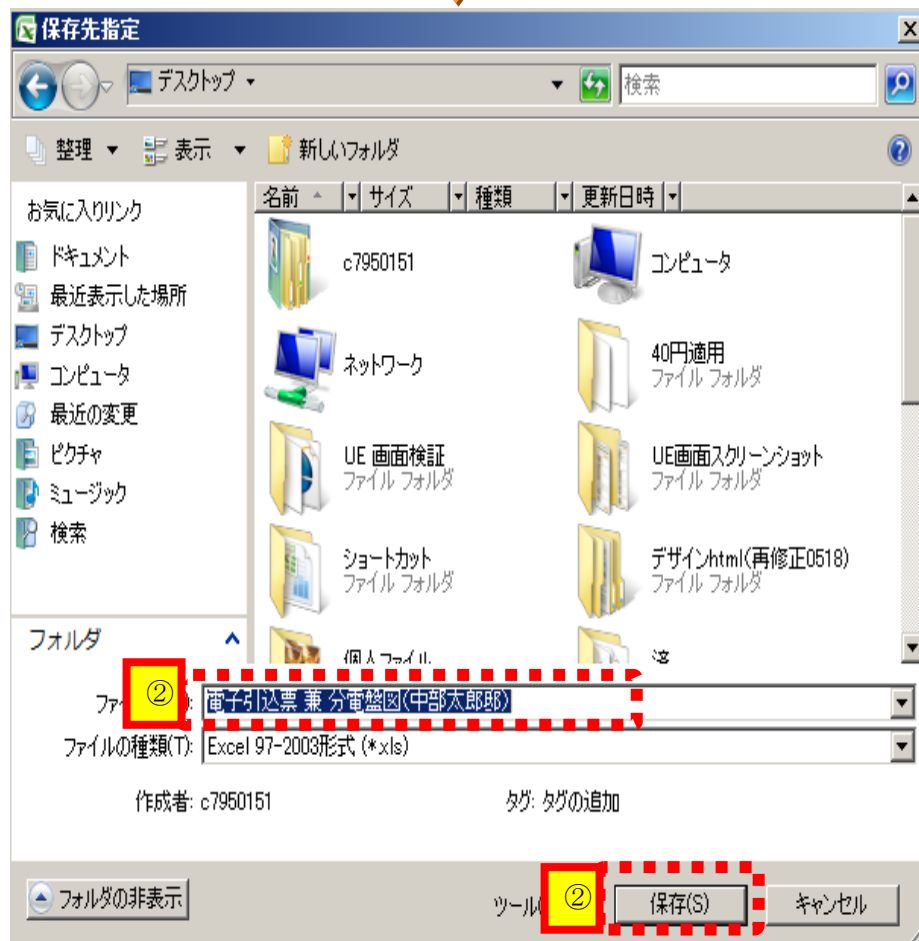 保存先指定
デスクトップ
検索
整理 表示 新しいフォルダ
名前 サイズ 種類 更新日時
お気に入りリンク
ドキュメント
最近表示した場所
デスクトップ
コンピュータ
最近の変更
ピクチャ
ミュージック
検索
フォルダ
c7950151
コンピュータ
ネットワーク
40円適用
ファイル フォルダ
UE 画面検証
ファイル フォルダ
UE画面スクリーンショット
ファイル フォルダ
ショートカット
ファイル フォルダ
デザインhtml(再修正0518)
ファイル フォルダ
個人ファイル
済
② 電子引込票 兼 分電盤図(中部太郎邸)
ファイルの種類(T): Excel 97-2003形式 (*.xls)
作成者: c7950151 タグ: タグの追加
フォルダの非表示 ツール ② 保存(S) キャンセル